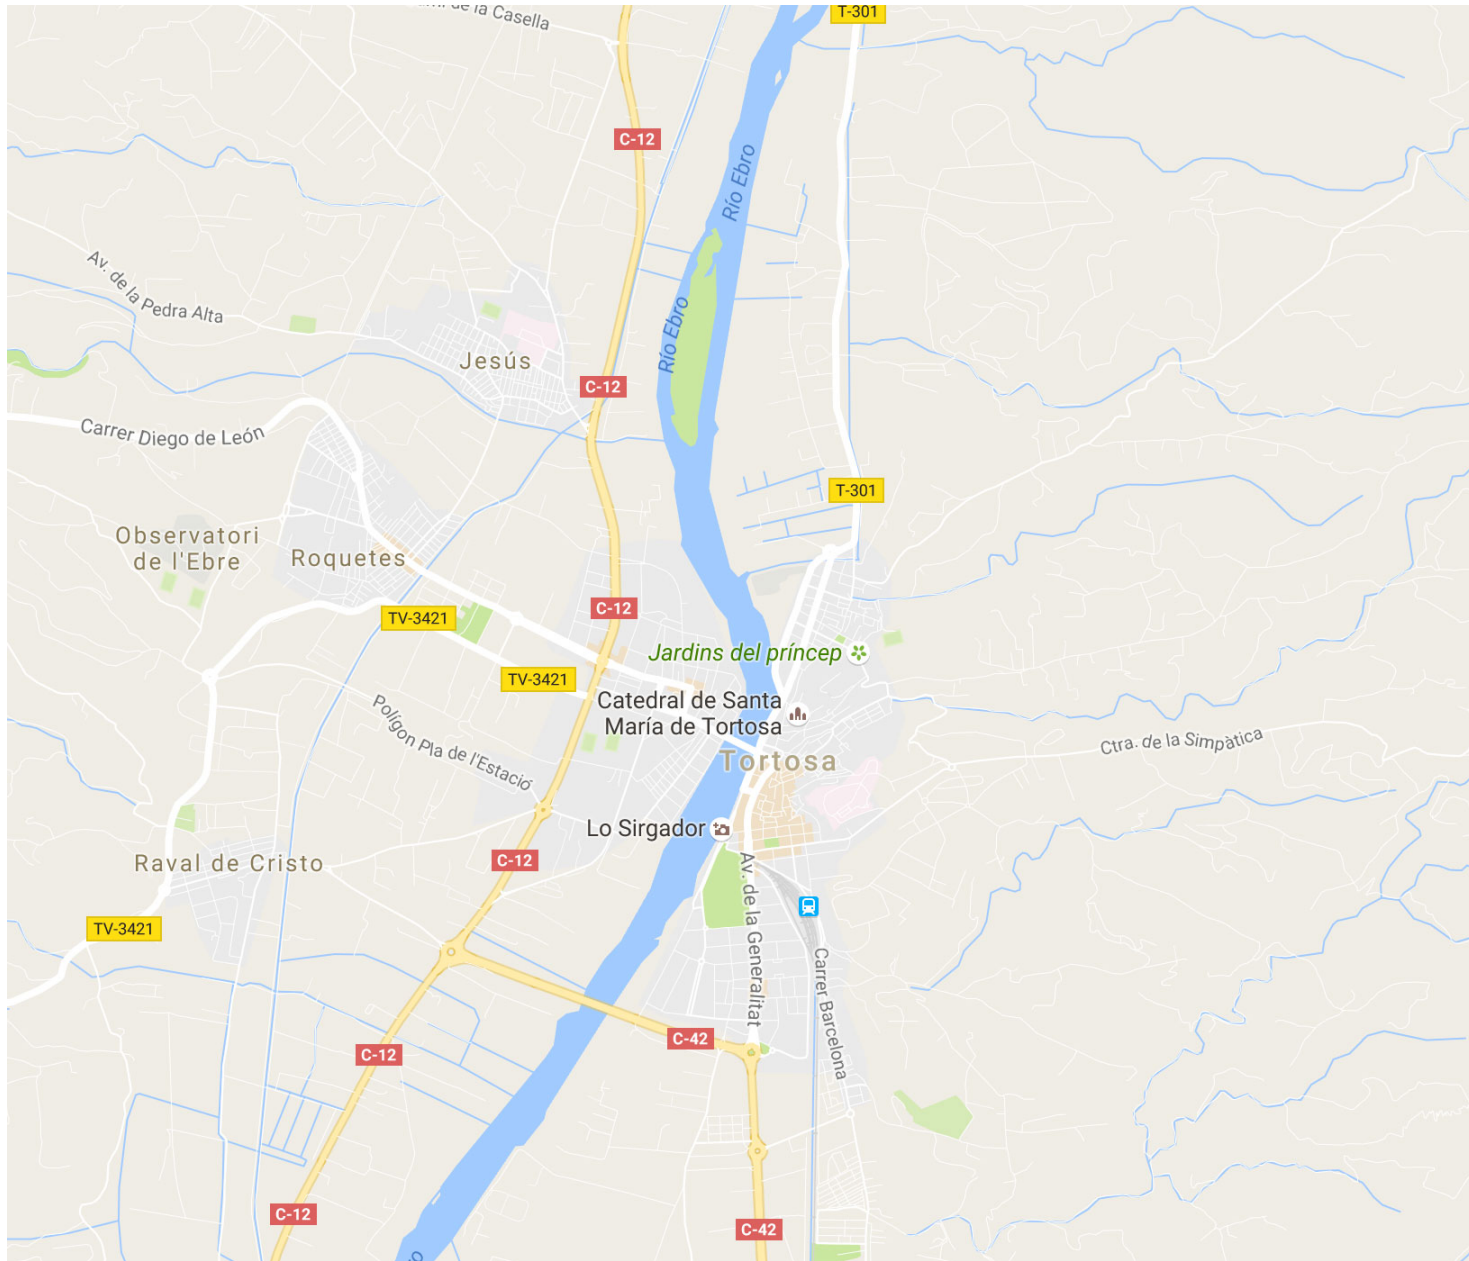 de la Casella
T-301
C-12
Río Ebro
Av. de la Pedra Alta
Río Ebro
Jesús
C-12
Carrer Diego de León
T-301
Observatori
de l'Ebre
Roquetes
C-12
TV-3421
Jardins del príncep
TV-3421
Catedral de Santa
María de Tortosa
Polígon Pla de l'Estació
Ctra. de la Simpàtica
Tortosa
Lo Sirgador
Raval de Cristo
C-12
Av. de la Generalitat
TV-3421
Carrer Barcelona
C-42
C-12
C-12
C-42